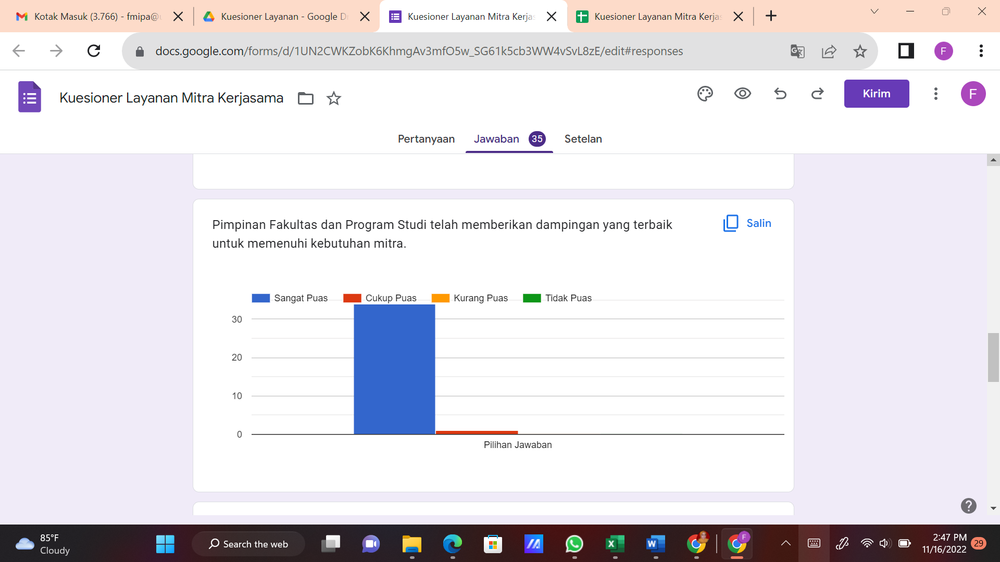 Kotak Masuk (3.766) - fmipa@
Kuesioner Layanan - Google D
Kuesioner Layanan Mitra Kerjas
Kuesioner Layanan Mitra Kerjas
docs.google.com/forms/d/1UN2CWKZobK6KhmgAv3mfO5w_SG61k5cb3WW4vSvL8zE/edit#responses
F
Kuesioner Layanan Mitra Kerjasama
Kirim
F
Pertanyaan
Jawaban 35
Setelan
Pimpinan Fakultas dan Program Studi telah memberikan dampingan yang terbaik
untuk memenuhi kebutuhan mitra.
Salin
Sangat Puas
Cukup Puas
Kurang Puas
Tidak Puas
30
20
10
0
Pilihan Jawaban
85°F
Cloudy
Search the web
F
2:47 PM
11/16/2022
29